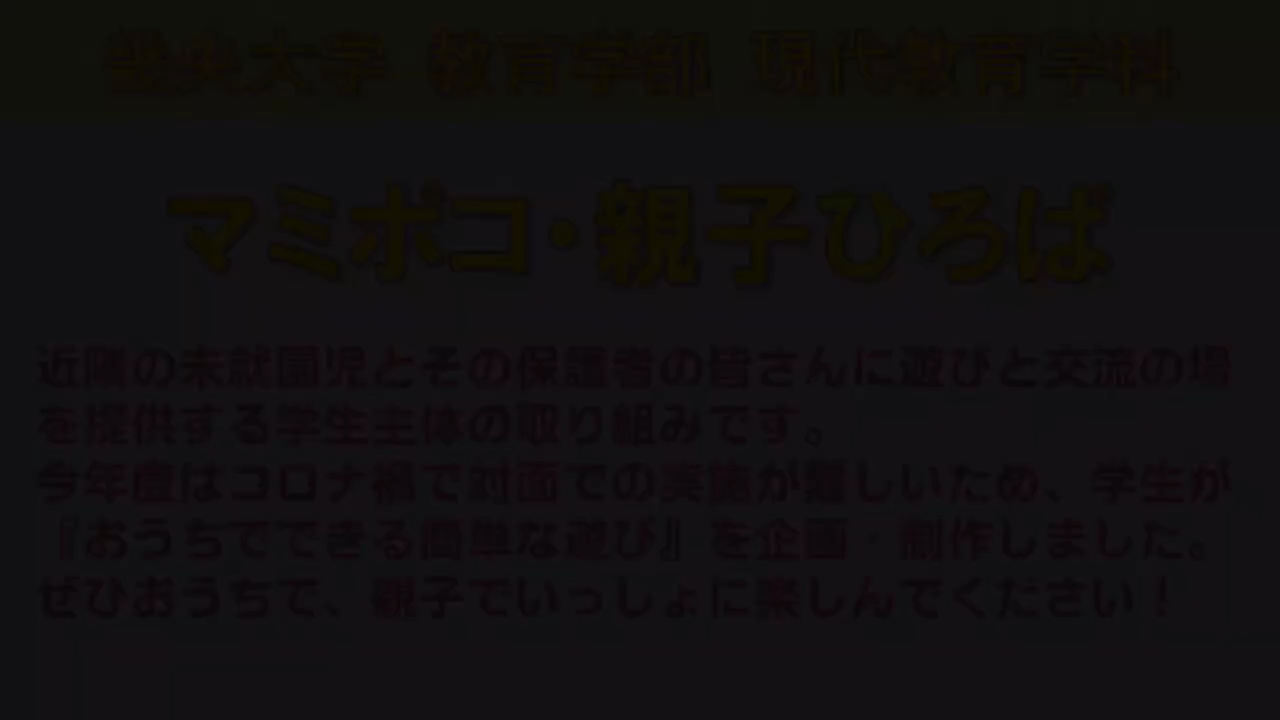 畿央大学 教育学部 現代教育学科
マミポコ・親子ひろば
近隣の未就園児とその保護者の皆さんに遊びと交流の場
を提供する学生主体の取り組みです。
今年度はコロナ禍で対面での実施が難しいため、学生が
『おうちでできる簡単な遊び』を企画・制作しました。
ぜひおうちで、親子でいっしょに楽しんでください！